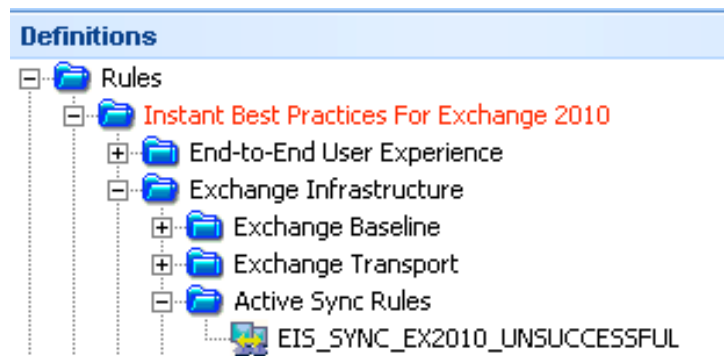 Definitions
Rules
Instant Best Practices For Exchange 2010
End-to-End User Experience
Exchange Infrastructure
Exchange Baseline
Exchange Transport
Active Sync Rules
EIS_SYNC_EX2010_UNSUCCESSFUL